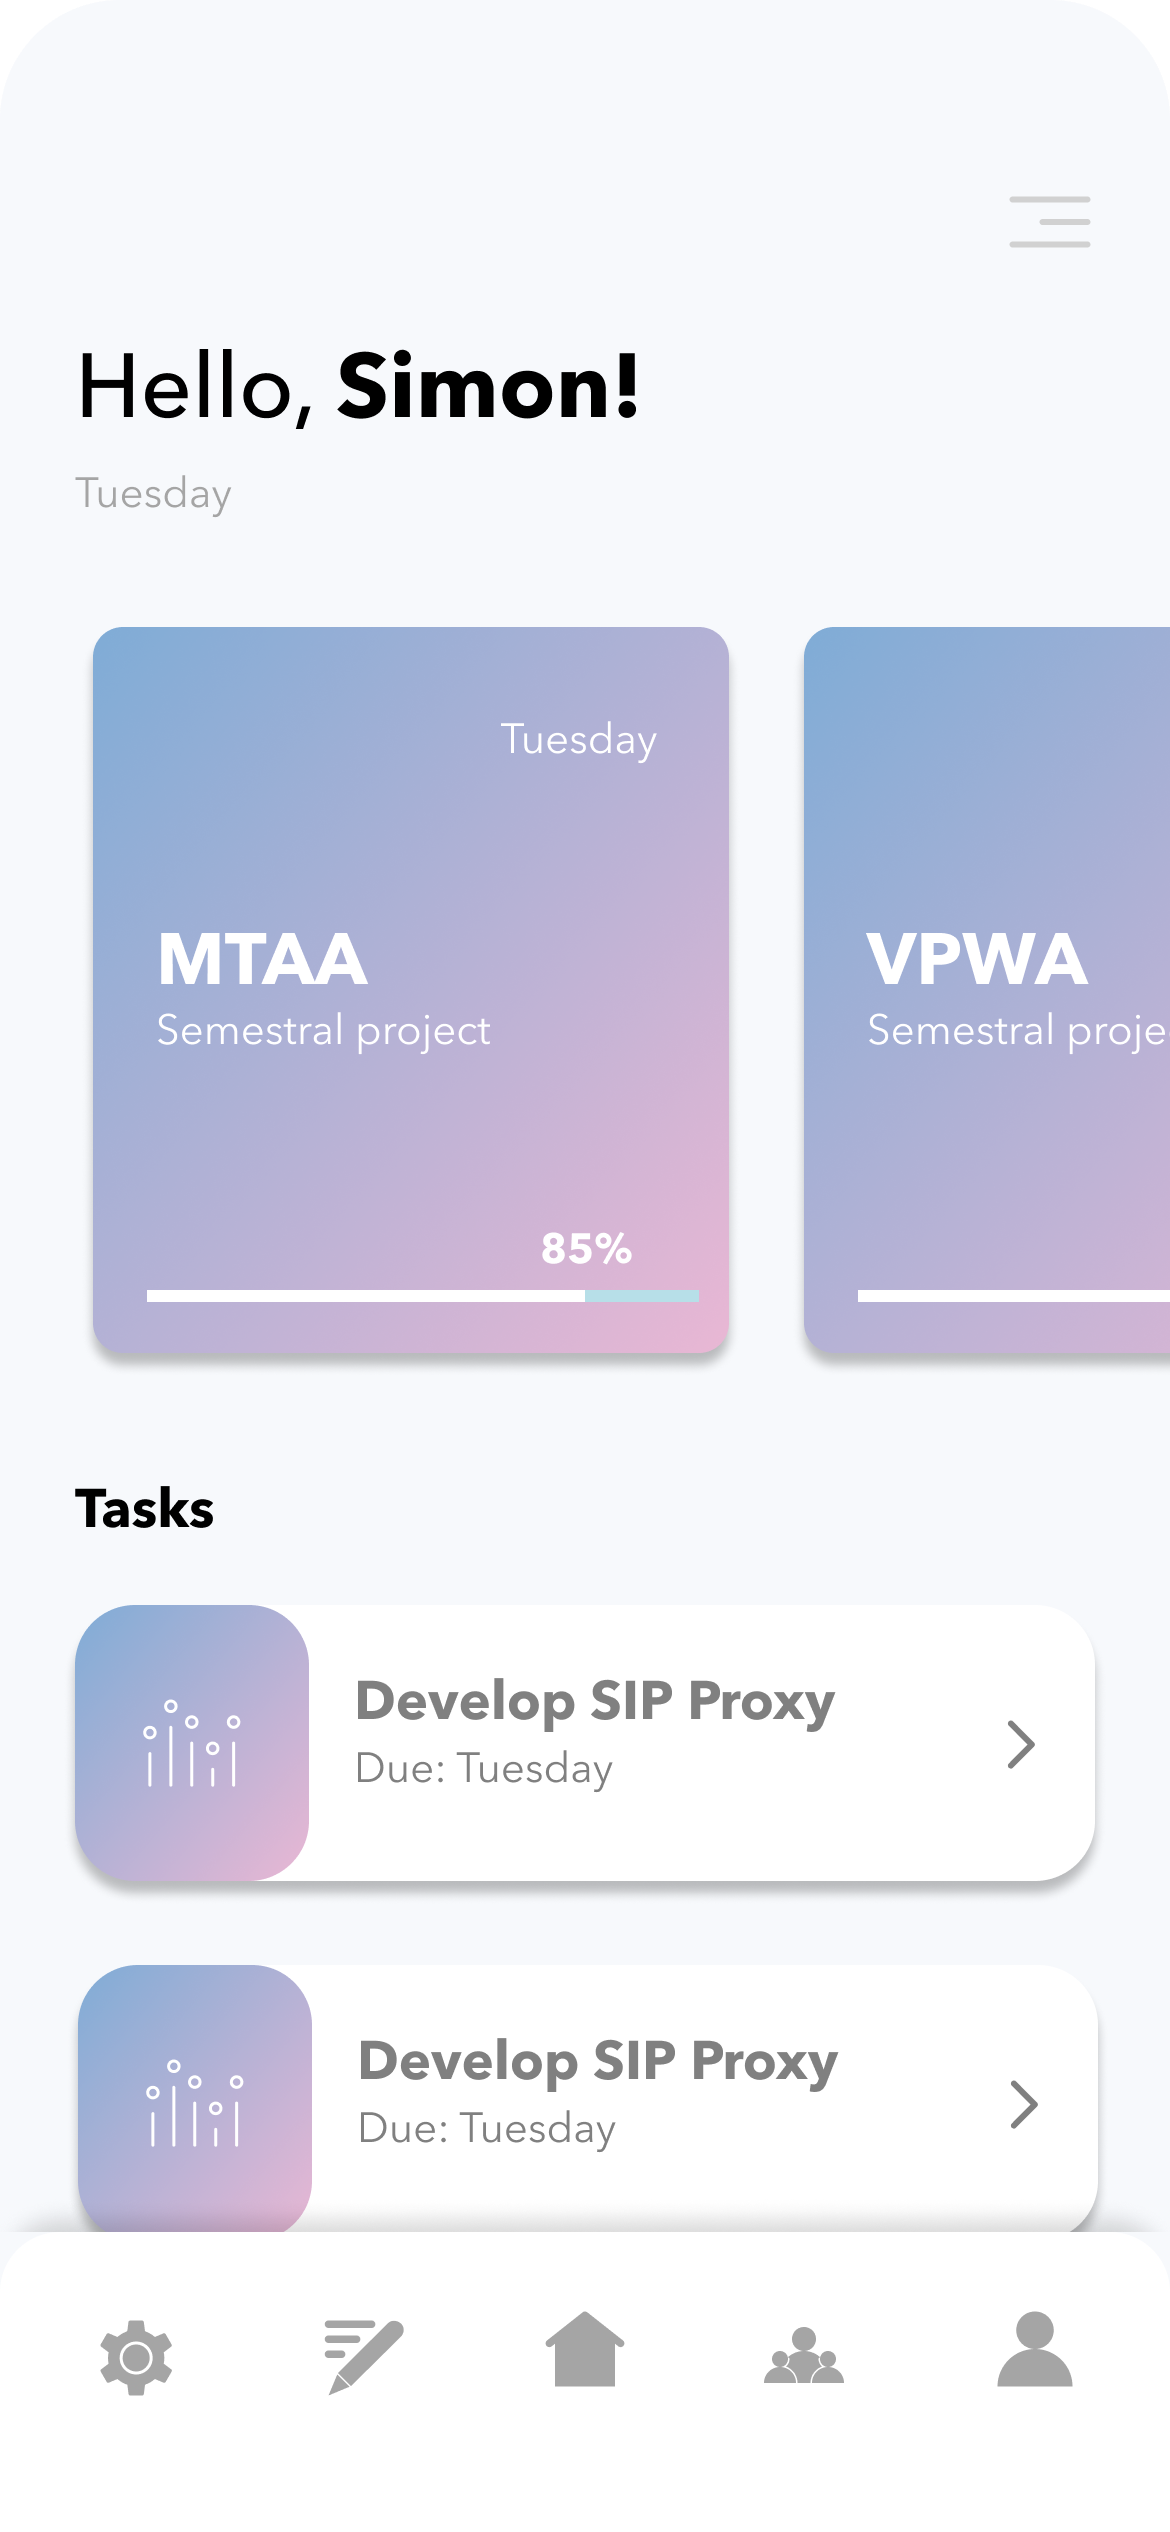 Hello, Simon!
Tuesday
Tuesday
MTAA
Semestral project
85%
VPWA
Semestral proje
Tasks
Develop SIP Proxy
Due: Tuesday
Develop SIP Proxy
Due: Tuesday